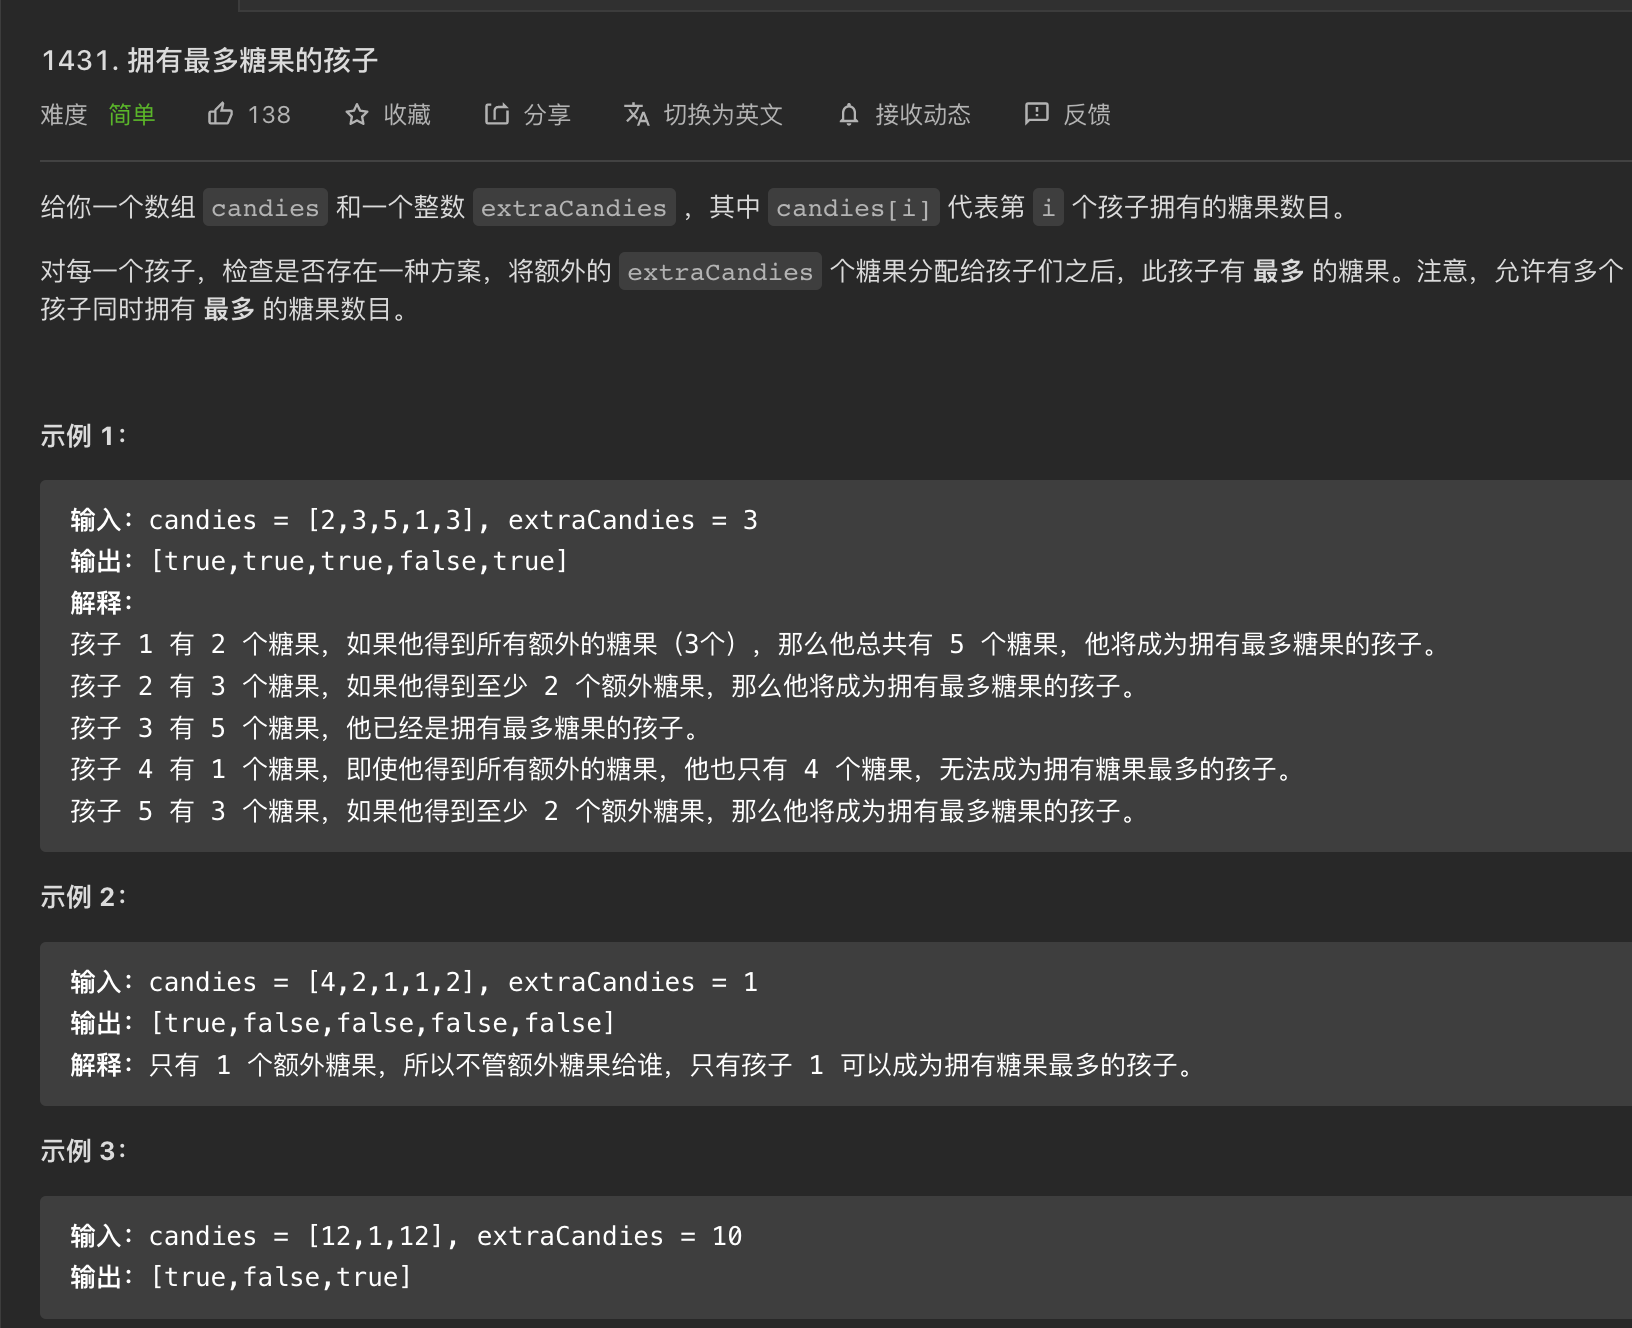 1431. 拥有最多糖果的孩子
难度 简单 138 收藏 分享 切换为英文 接收动态 反馈
给你一个数组 candies 和一个整数 extraCandies ，其中 candies[i] 代表第 i 个孩子拥有的糖果数目。
对每一个孩子，检查是否存在一种方案，将额外的 extraCandies 个糖果分配给孩子们之后，此孩子有 最多 的糖果。注意，允许有多个
孩子同时拥有 最多 的糖果数目。
示例 1：
输入：candies = [2,3,5,1,3], extraCandies = 3
输出：[true,true,true,false,true]
解释：
孩子 1 有 2 个糖果，如果他得到所有额外的糖果（3个），那么他总共有 5 个糖果，他将成为拥有最多糖果的孩子。
孩子 2 有 3 个糖果，如果他得到至少 2 个额外糖果，那么他将成为拥有最多糖果的孩子。
孩子 3 有 5 个糖果，他已经是拥有最多糖果的孩子。
孩子 4 有 1 个糖果，即使他得到所有额外的糖果，他也只有 4 个糖果，无法成为拥有糖果最多的孩子。
孩子 5 有 3 个糖果，如果他得到至少 2 个额外糖果，那么他将成为拥有最多糖果的孩子。
示例 2：
输入：candies = [4,2,1,1,2], extraCandies = 1
输出：[true,false,false,false,false]
解释：只有 1 个额外糖果，所以不管额外糖果给谁，只有孩子 1 可以成为拥有糖果最多的孩子。
示例 3：
输入：candies = [12,1,12], extraCandies = 10
输出：[true,false,true]